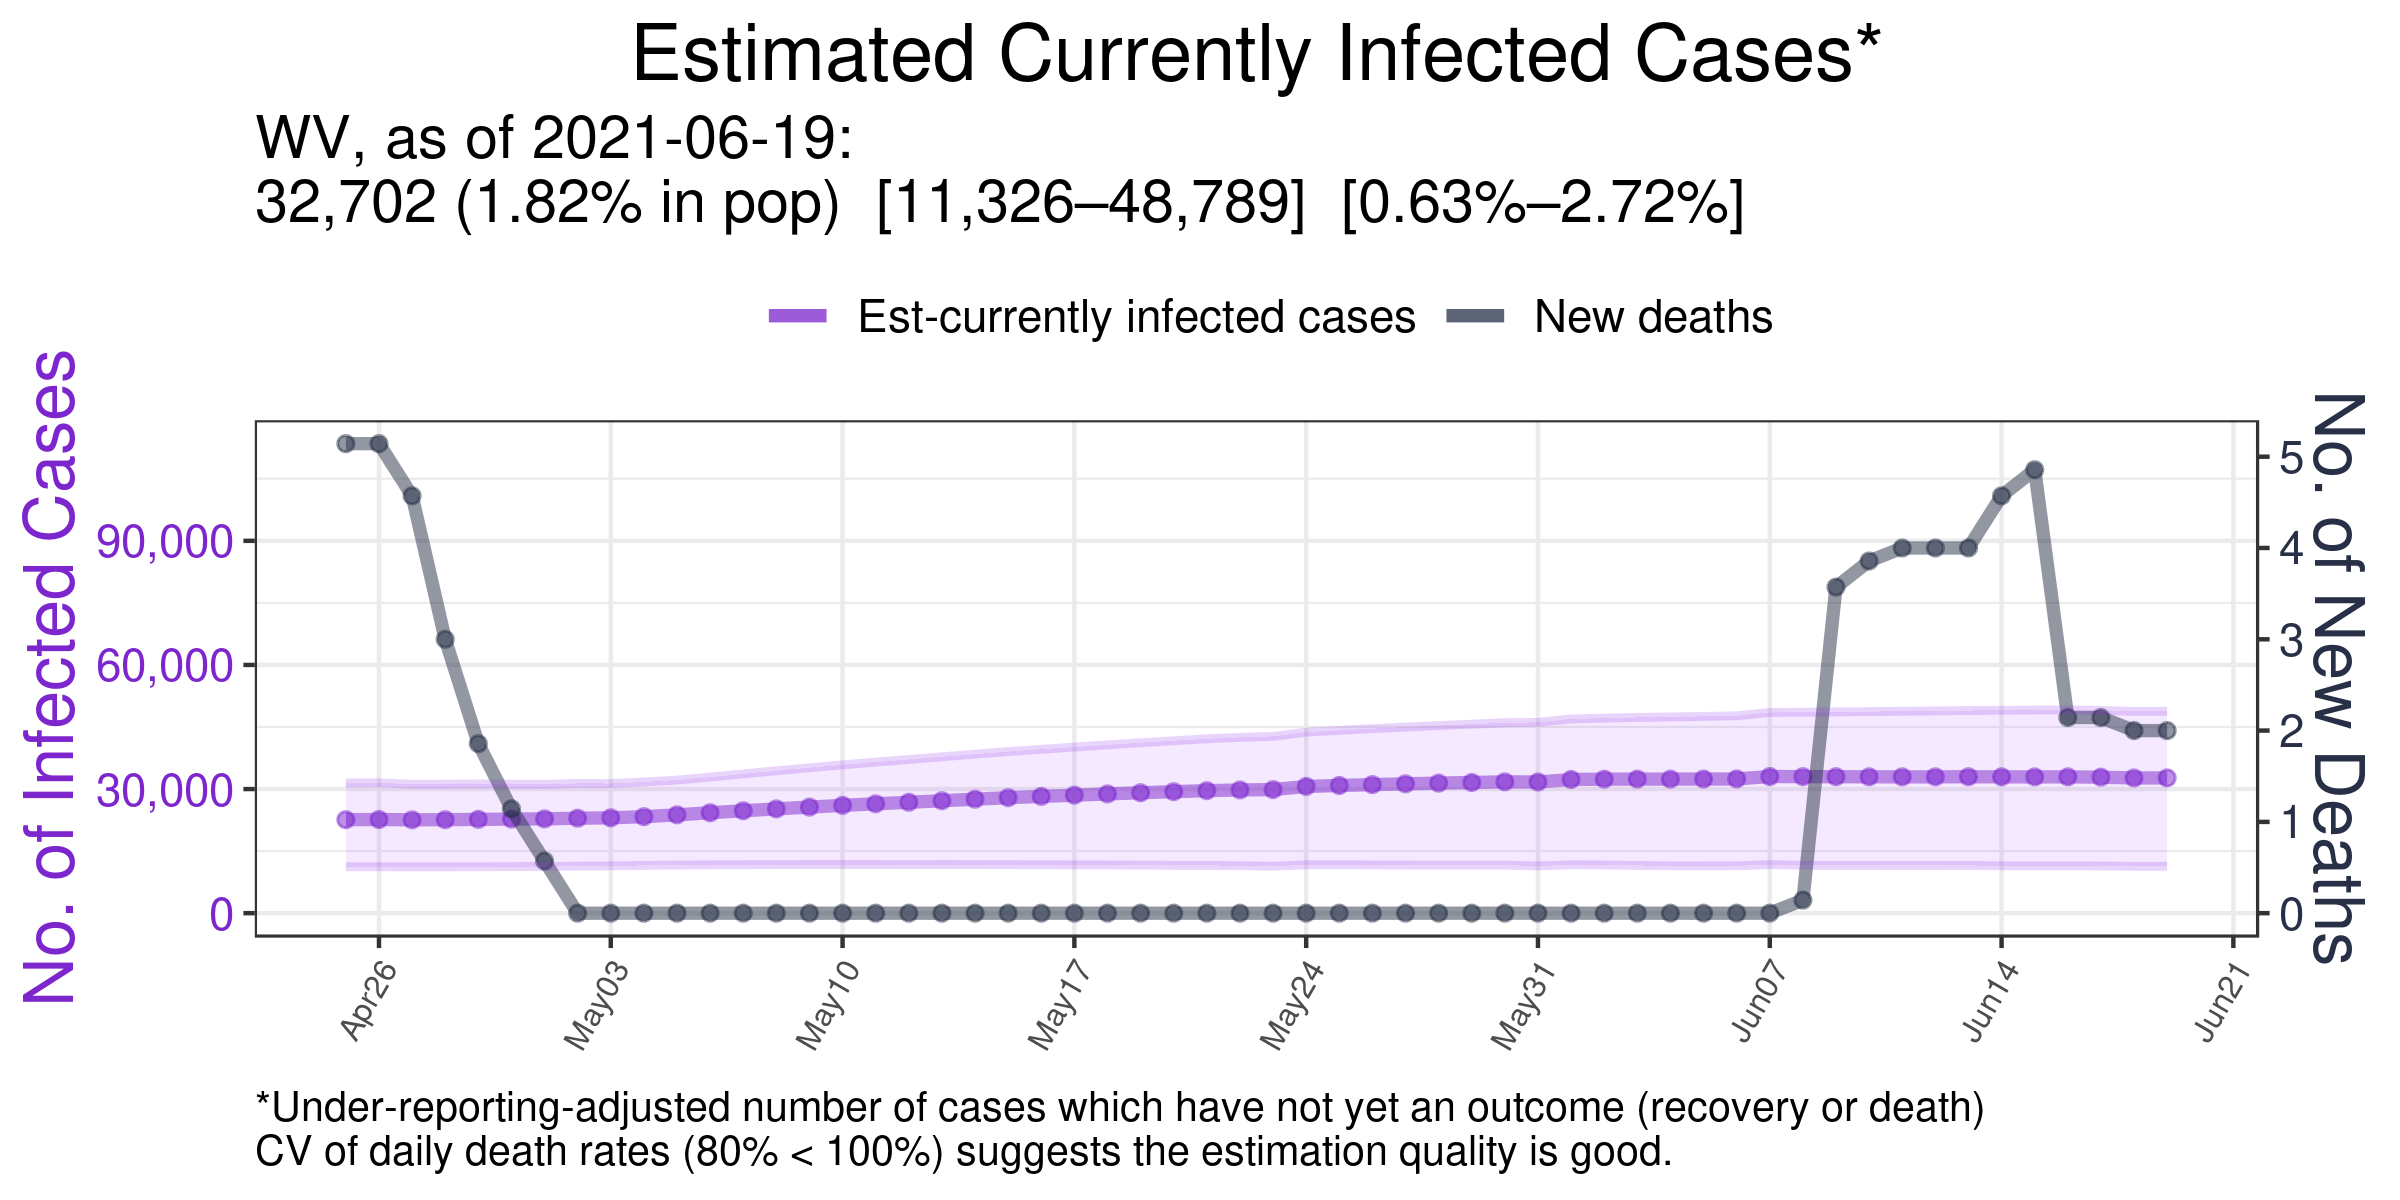 Estimated Currently Infected Cases*
WV, as of 2021-06-19:
32,702 (1.82% in pop)  [11,326–48,789]  [0.63%–2.72%]
Est-currently infected cases
New deaths
No. of Infected Cases
90,000
60,000
30,000
0
5
4
3
2
1
0
No. of New Deaths
Apr26
May03
May10
May17
May24
May31
Jun07
Jun14
Jun21
*Under-reporting-adjusted number of cases which have not yet an outcome (recovery or death)
CV of daily death rates (80% < 100%) suggests the estimation quality is good.